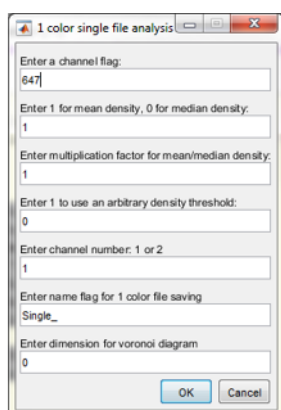 1 color single file analysis
Enter a channel flag:
647
Enter 1 for mean density, 0 for median density:
1
Enter multiplication factor for mean/median density:
1
Enter 1 to use an arbitrary density threshold:
0
Enter channel number: 1 or 2
1
Enter name flag for 1 color file saving
Single_
Enter dimension for voronoi diagram
0
OK Cancel